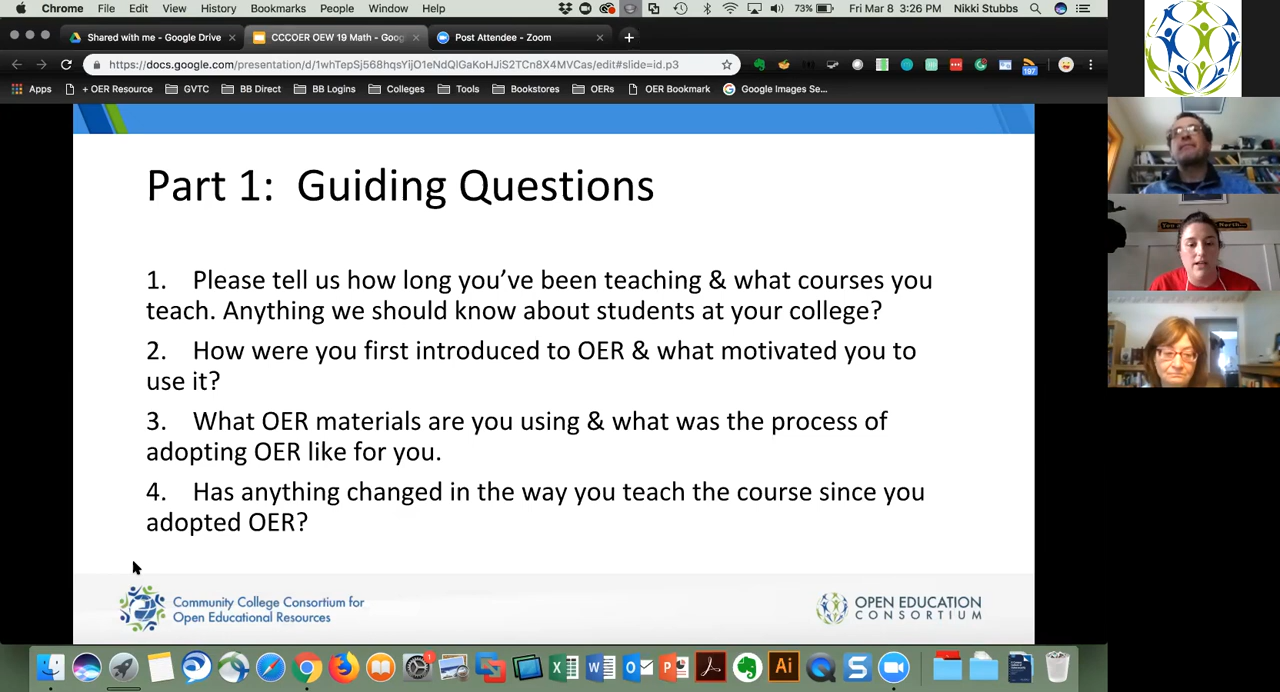 Chrome File Edit View History Bookmarks People Window Help 73% Fri Mar 8 3:26 PM Nikki Stubbs
Shared with me - Google Drive CCCOER OEW 19 Math - Goog Post Attendee - Zoom
https://docs.google.com/presentation/d/1whTepSj568hqsYijO1eNdQlGaKoHJiS2TCn8X4MVCas/edit#slide=id.p3
197
Apps + OER Resource GVTC BB Direct BB Logins Colleges Tools Bookstores OERs OER Bookmark Google Images Se...
Part 1: Guiding Questions
1. Please tell us how long you’ve been teaching & what courses you
teach. Anything we should know about students at your college?
2. How were you first introduced to OER & what motivated you to
use it?
3. What OER materials are you using & what was the process of
adopting OER like for you.
4. Has anything changed in the way you teach the course since you
adopted OER?
Community College Consortium for
Open Educational Resources
OPEN EDUCATION
CONSORTIUM